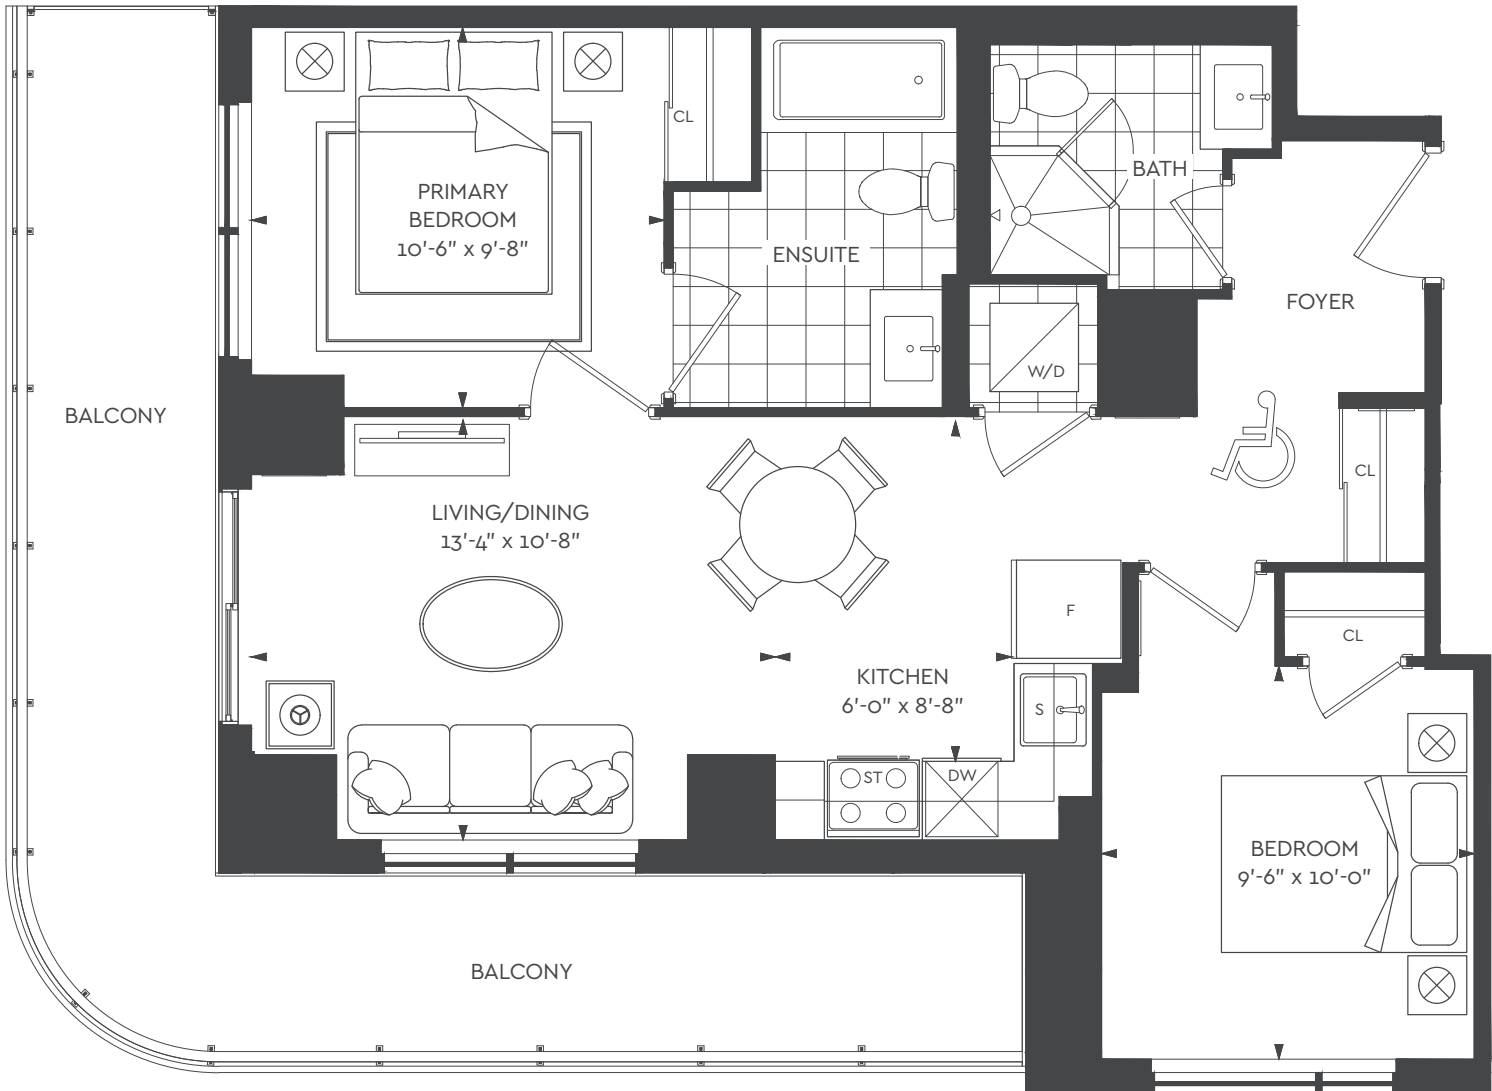 CL
PRIMARY
BEDROOM
10'-6" x 9'-8"
BATH
ENSUITE
FOYER
W/D
BALCONY
CL
LIVING/DINING
13'-4" x 10'-8"
F
CL
KITCHEN
6'-0" x 8'-8"
S
ST
DW
BEDROOM
9'-6" x 10'-0"
BALCONY